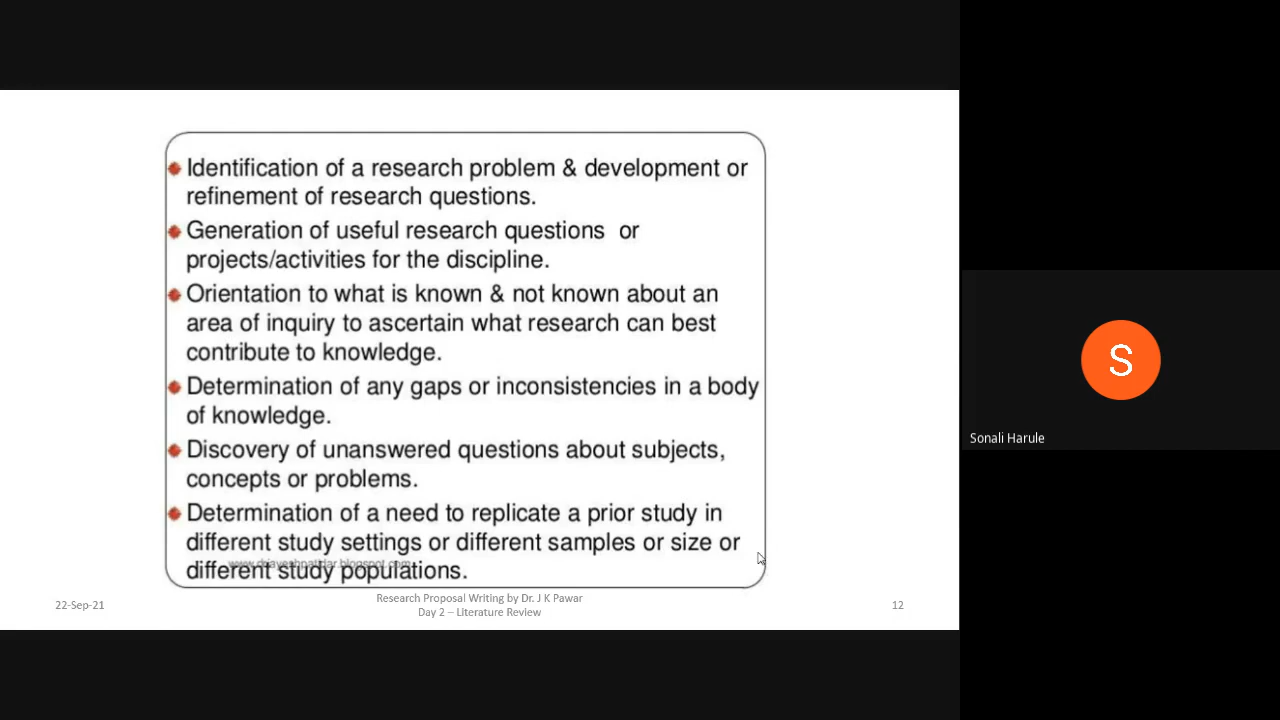 Identification of a research problem & development or
refinement of research questions.
Generation of useful research questions or
projects/activities for the discipline.
Orientation to what is known & not known about an
area of inquiry to ascertain what research can best
contribute to knowledge.
Determination of any gaps or inconsistencies in a body
of knowledge.
Discovery of unanswered questions about subjects,
concepts or problems.
Determination of a need to replicate a prior study in
different study settings or different samples or size or
different study populations.
22-Sep-21
Research Proposal Writing by Dr. J K Pawar
Day 2 – Literature Review
12
S
Sonali Harule